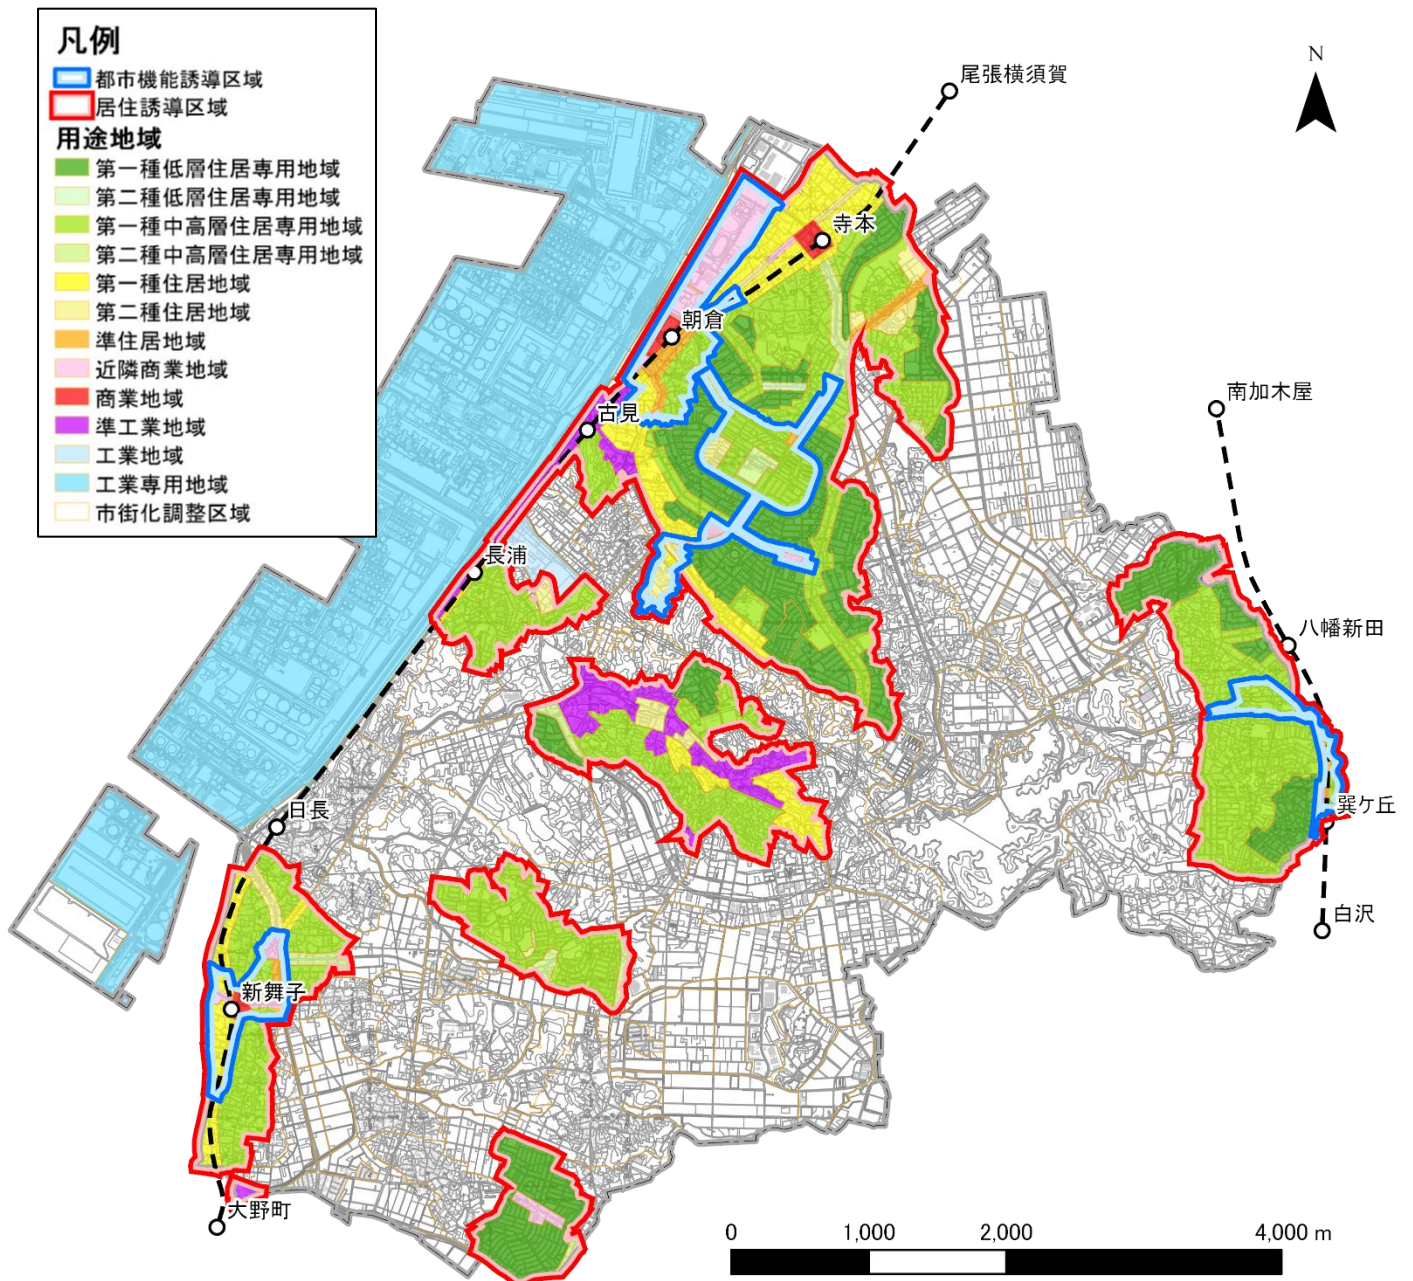 凡例
都市機能誘導区域
居住誘導区域
用途地域
第一種低層住居専用地域
第二種低層住居専用地域
第一種中高層住居専用地域
第二種中高層住居専用地域
第一種住居地域
第二種住居地域
準住居地域
近隣商業地域
商業地域
準工業地域
工業地域
工業専用地域
市街化調整区域
N
尾張横須賀
寺本
朝倉
古見
南加木屋
長浦
八幡新田
日長
巽ケ丘
白沢
新舞子
大野町
0 1,000 2,000 4,000 m